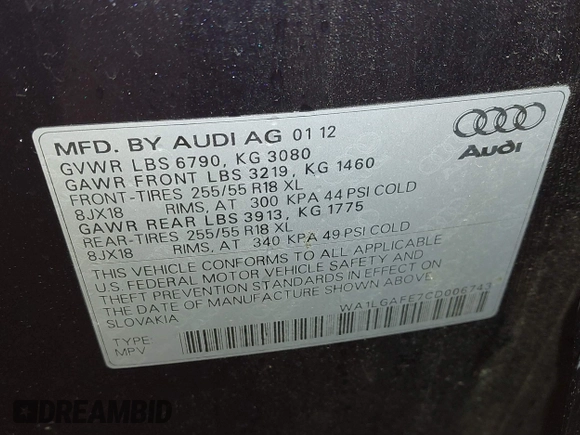 MFD. BY AUDI AG 01 12
GVWR LBS 6790, KG 3080
GAWR FRONT LBS 3219, KG 1460
FRONT-TIRES 255/55 R18 XL
8JX18 RIMS, AT 300 KPA 44 PSI COLD
GAWR REAR LBS 3913, KG 1775
REAR-TIRES 255/55 R18 XL
8JX18 RIMS, AT 340 KPA 49 PSI COLD
THIS VEHICLE CONFORMS TO ALL APPLICABLE
U.S. FEDERAL MOTOR VEHICLE SAFETY AND
THEFT PREVENTION STANDARDS IN EFFECT ON
THE DATE OF MANUFACTURE SHOWN ABOVE
SLOVAKIA
WA1LGAFE7CD006743
TYPE
MPV
Audi
DREAMBID